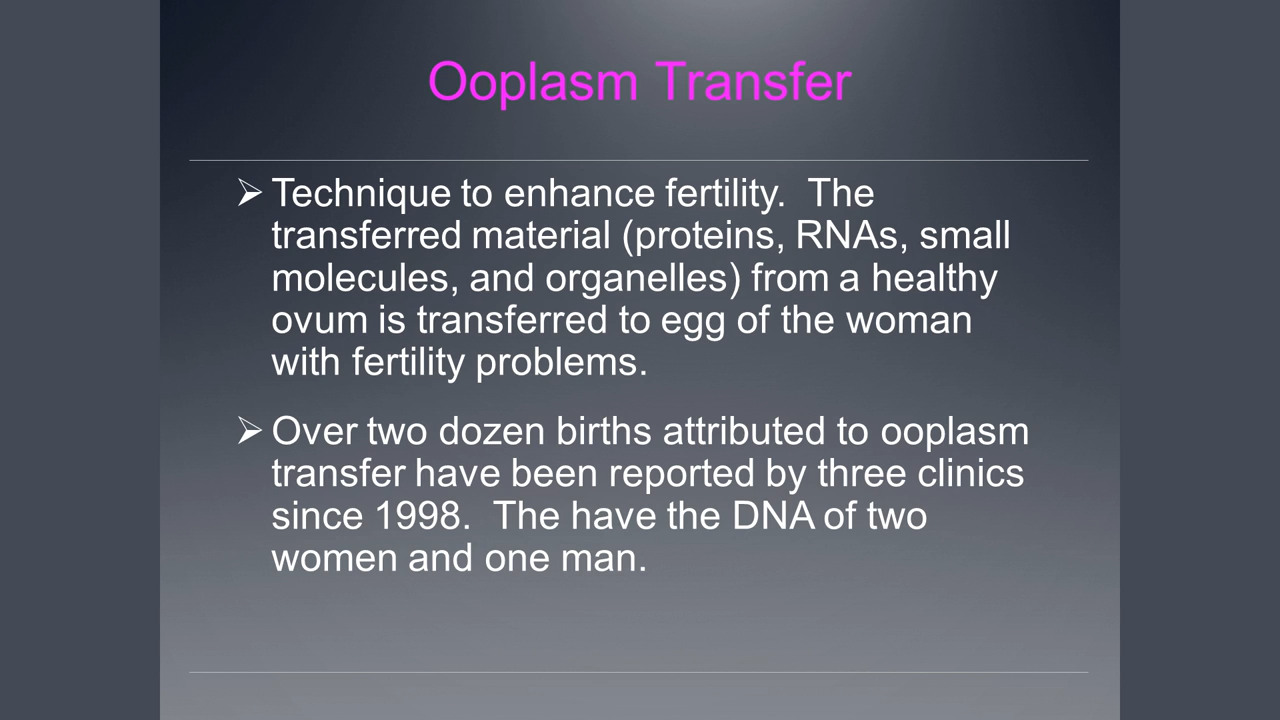 Ooplasm Transfer
➢ Technique to enhance fertility.  The
transferred material (proteins, RNAs, small
molecules, and organelles) from a healthy
ovum is transferred to egg of the woman
with fertility problems.
➢ Over two dozen births attributed to ooplasm
transfer have been reported by three clinics
since 1998.  The have the DNA of two
women and one man.